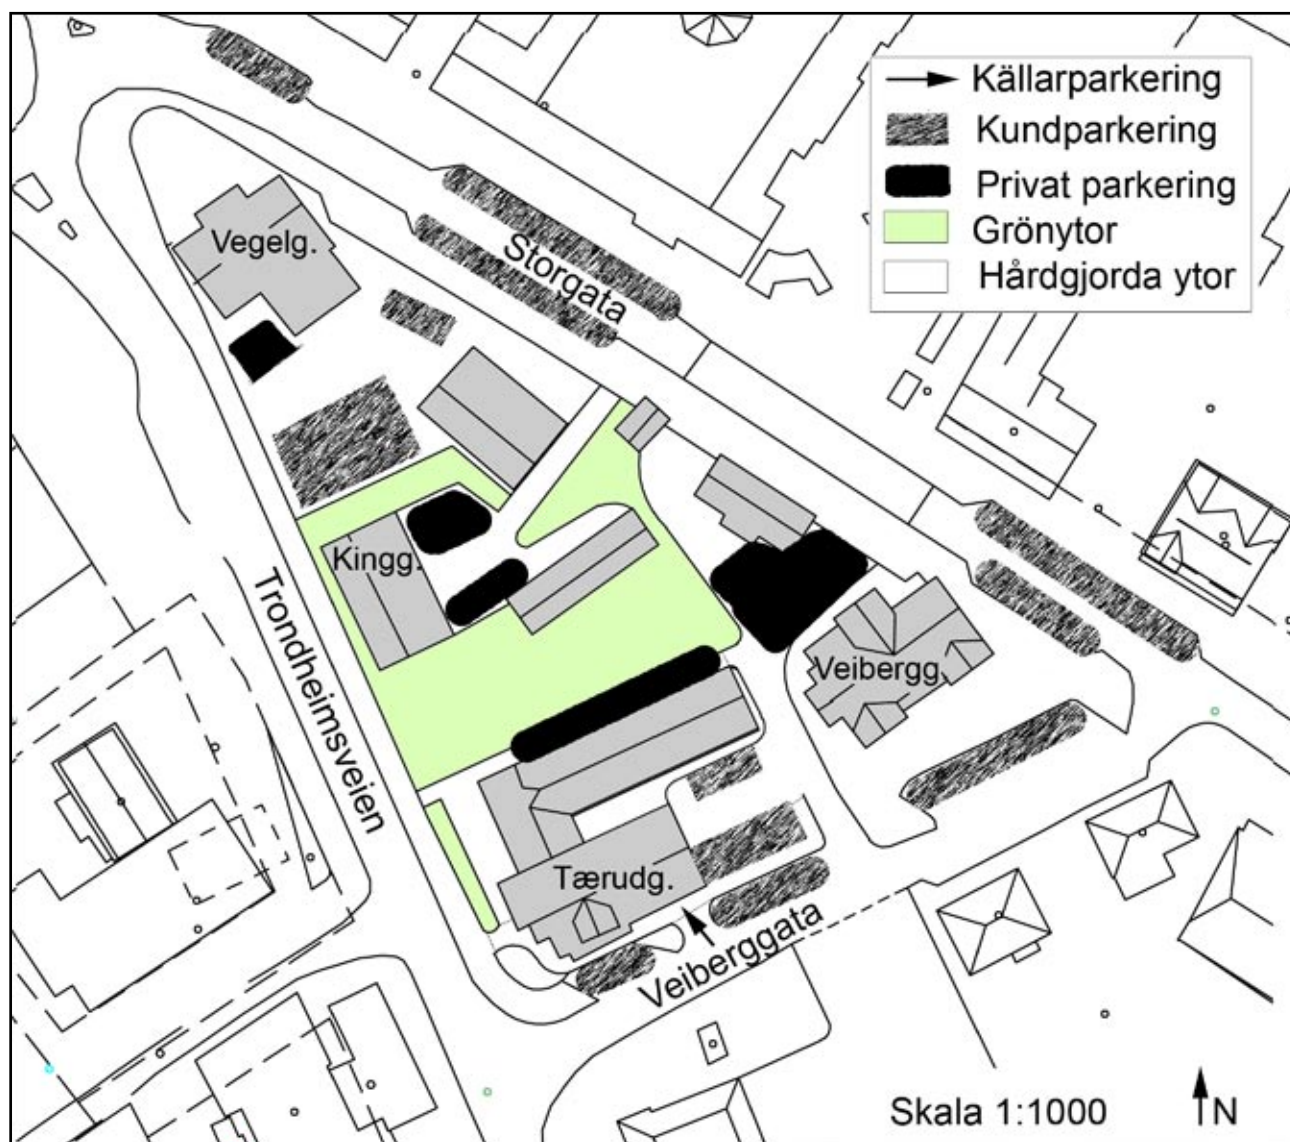 Källarparkering
Kundparkering
Privat parkering
Grönytor
Hårdgjorda ytor
Vegelg.
Storgata
Kingg.
Trondheimsveien
Veibergg.
Tærudg.
Veiberggata
Skala 1:1000
N